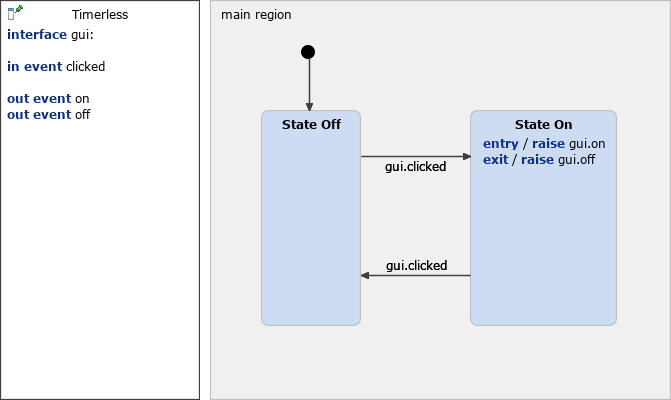 Timerless
interface gui:
in event clicked
out event on
out event off
main region
State Off
State On
entry / raise gui.on
exit / raise gui.off
gui.clicked
gui.clicked